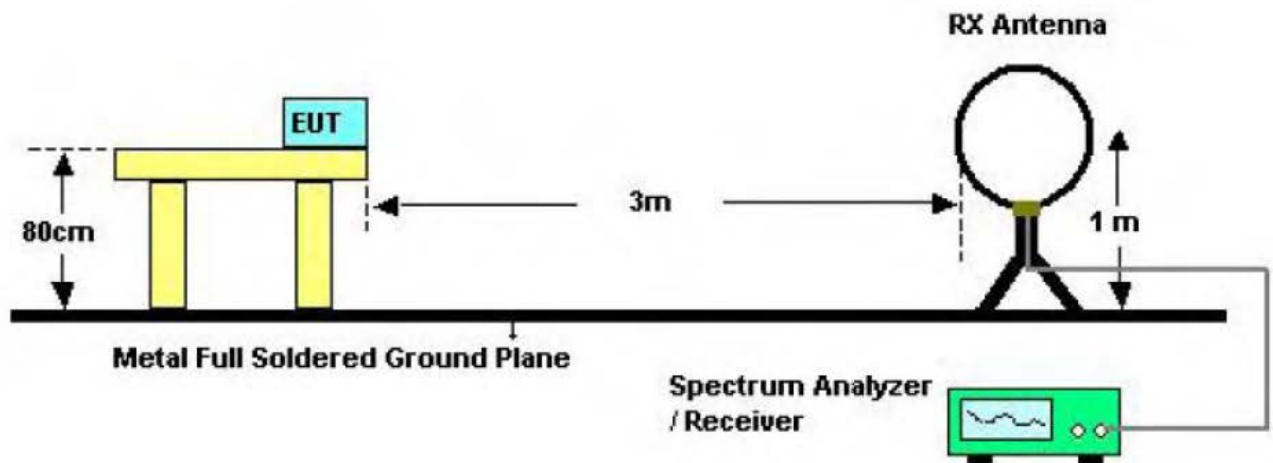 RX Antenna
EUT
3m
80cm
1 m
Metal Full Soldered Ground Plane
Spectrum Analyzer
/ Receiver